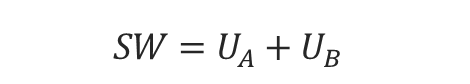 SW = U_A + U_B